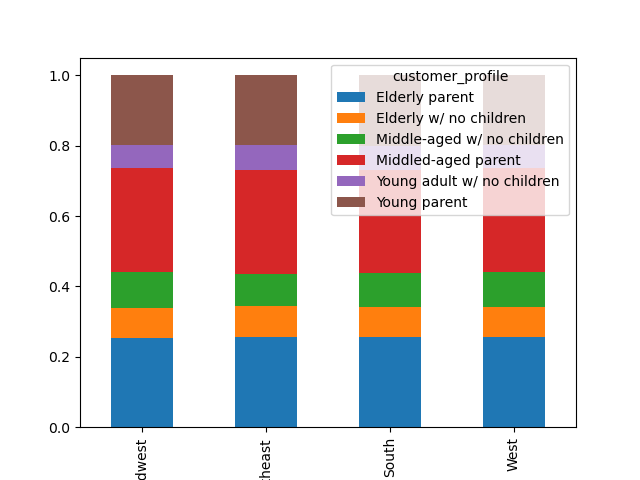 customer_profile
Elderly parent
Elderly w/ no children
Middle-aged w/ no children
Middled-aged parent
Young adult w/ no children
Young parent
1.0
0.8
0.6
0.4
0.2
0.0
dwest
heast
South
West